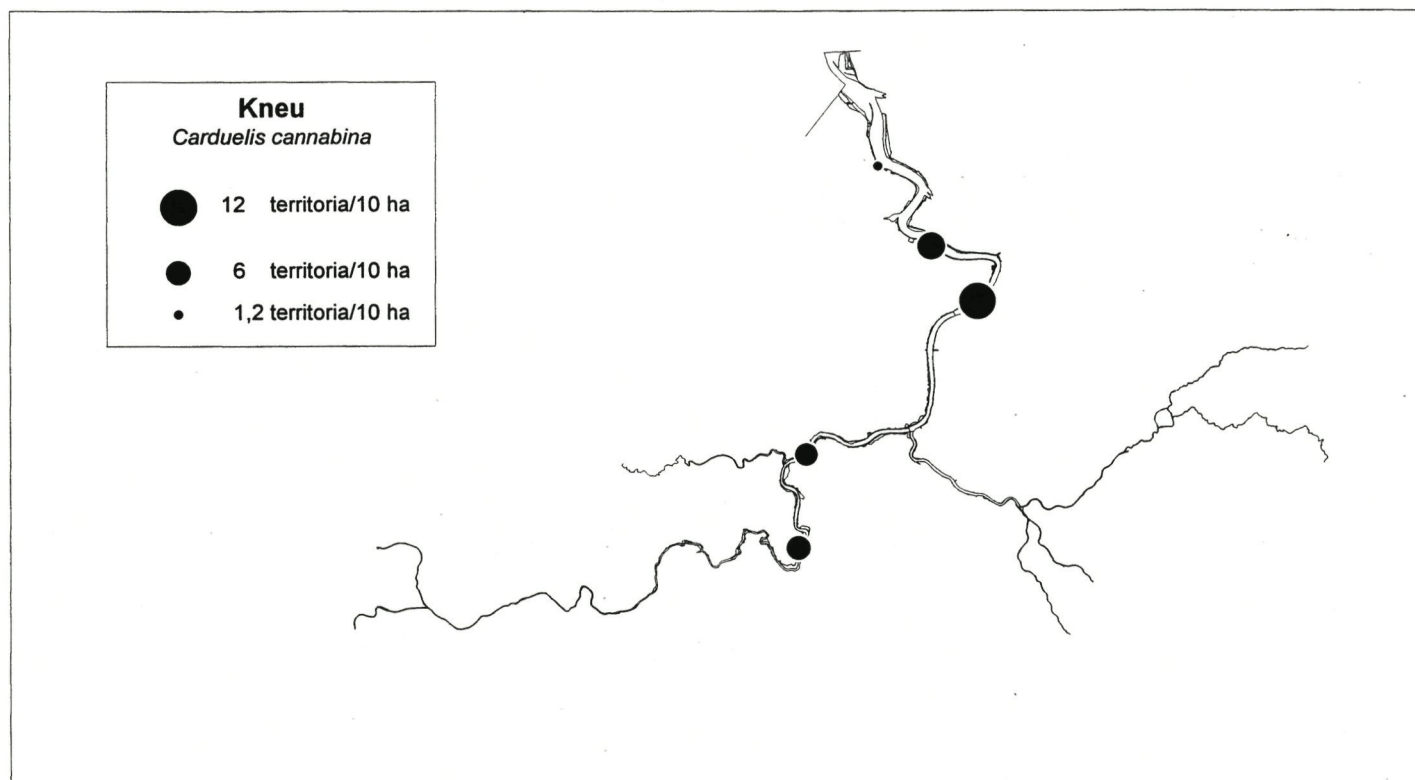 Kneu
Carduelis cannabina
12 territoria/10 ha
6 territoria/10 ha
1,2 territoria/10 ha